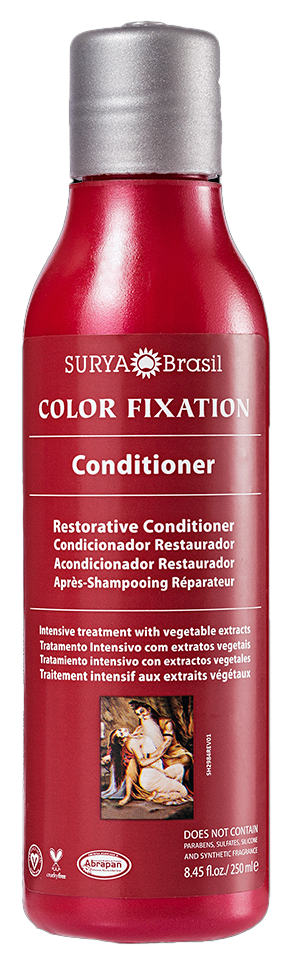 SURYA Brasil
COLOR FIXATION
Conditioner
Restorative Conditioner
Condicionador Restaurador
Acondicionador Restaurador
Après-Shampooing Réparateur
Intensive treatment with vegetable extracts
Tratamento Intensivo com extratos vegetais
Tratamiento intensivo con extractos vegetales
Traitement intensif aux extraits végétaux
SH2984REV01
DOES NOT CONTAIN
PARABENS, SULFATES, SILICONE
AND SYNTHETIC FRAGRANCE
8.45 fl.oz./250 ml e
crueltyfree
Abrapan